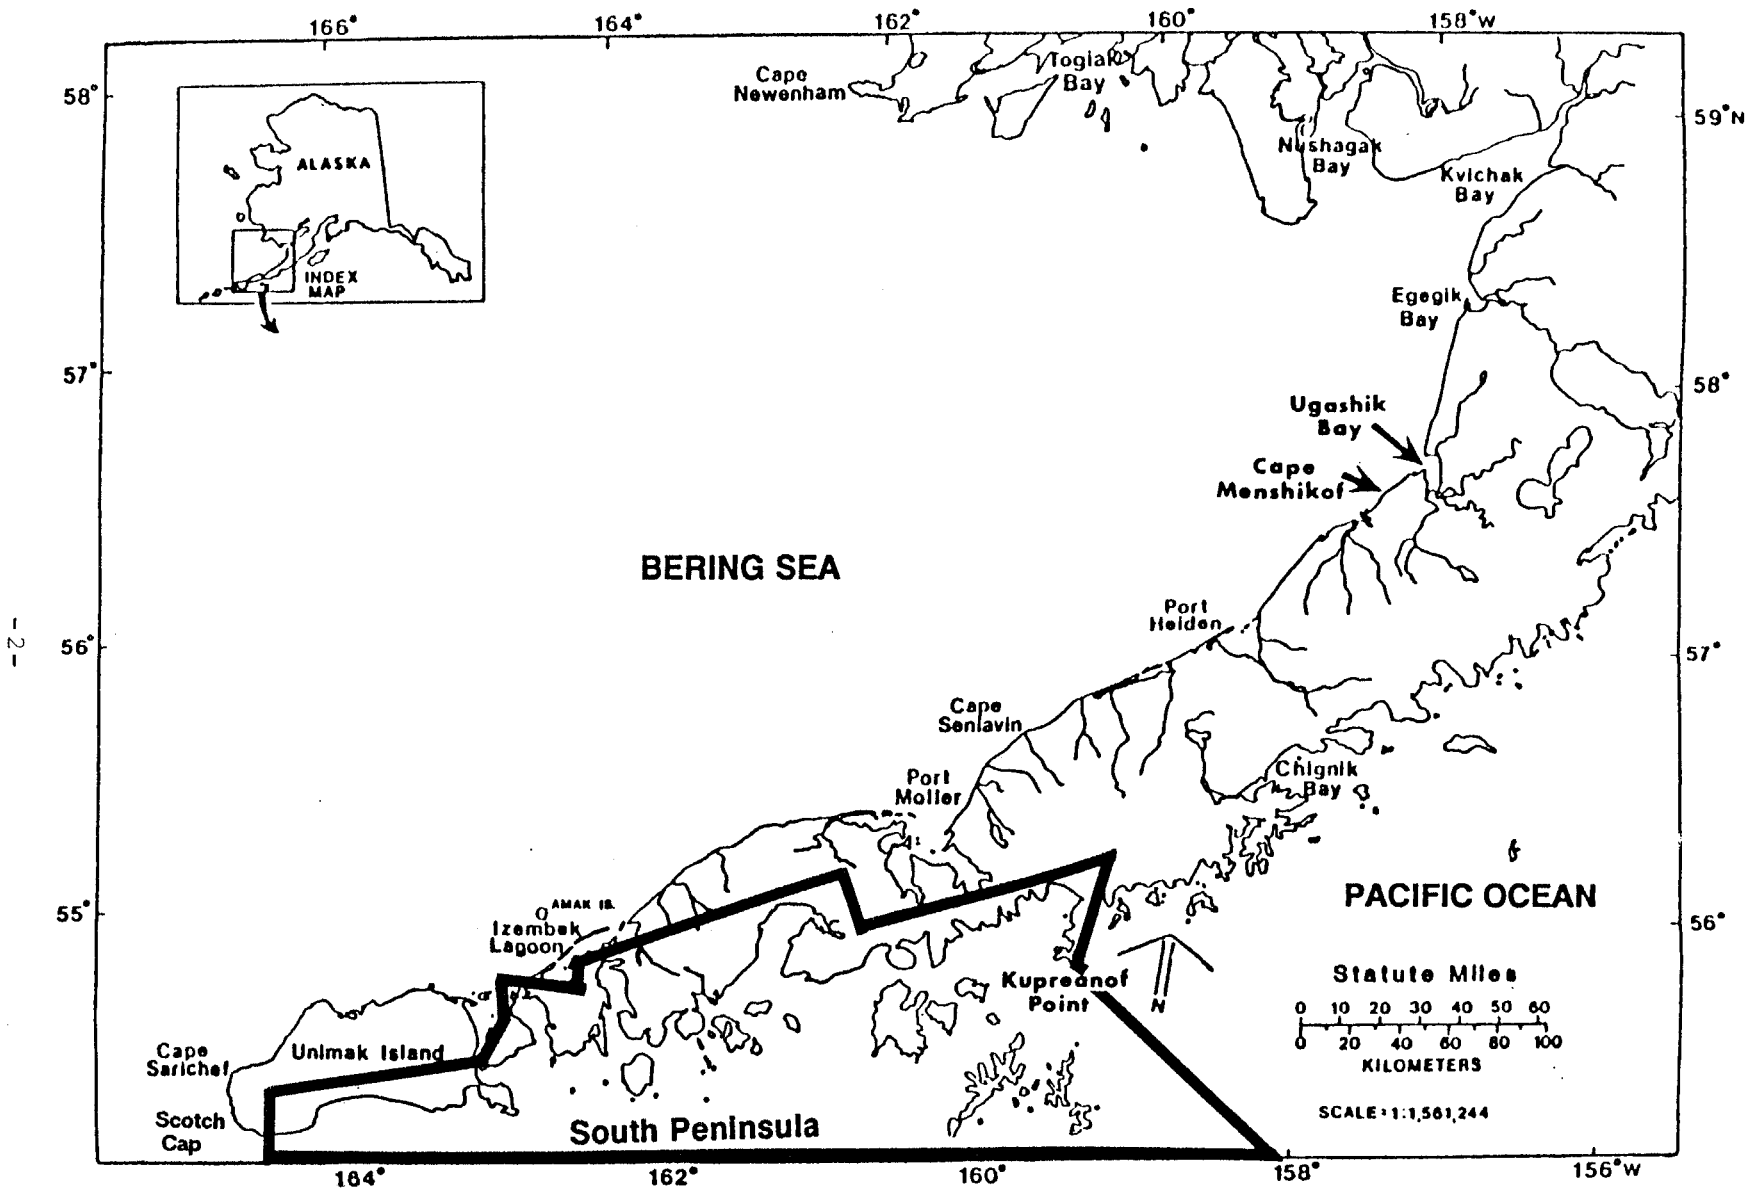 166°
164°
162°
160°
158°W
58°
Cape
Newenham
Togiak
Bay
59°N
Nushagak
Bay
Kvichak
Bay
ALASKA
INDEX
MAP
Egegik
Bay
57°
58°
Ugashik
Bay
Cape
Menshikof
BERING SEA
-2-
56°
Port
Heiden
57°
Cape
Seniavin
Port
Moller
Chignik
Bay
55°
AMAK IS.
Izembek
Lagoon
PACIFIC OCEAN
56°
Kupreanof
Point
N
Statute Miles
0 10 20 30 40 50 60
0 20 40 60 80 100
KILOMETERS
SCALE=1:1,561,244
Cape
Sarichef
Unimak Island
Scotch
Cap
South Peninsula
164°
162°
160°
158°
156°W